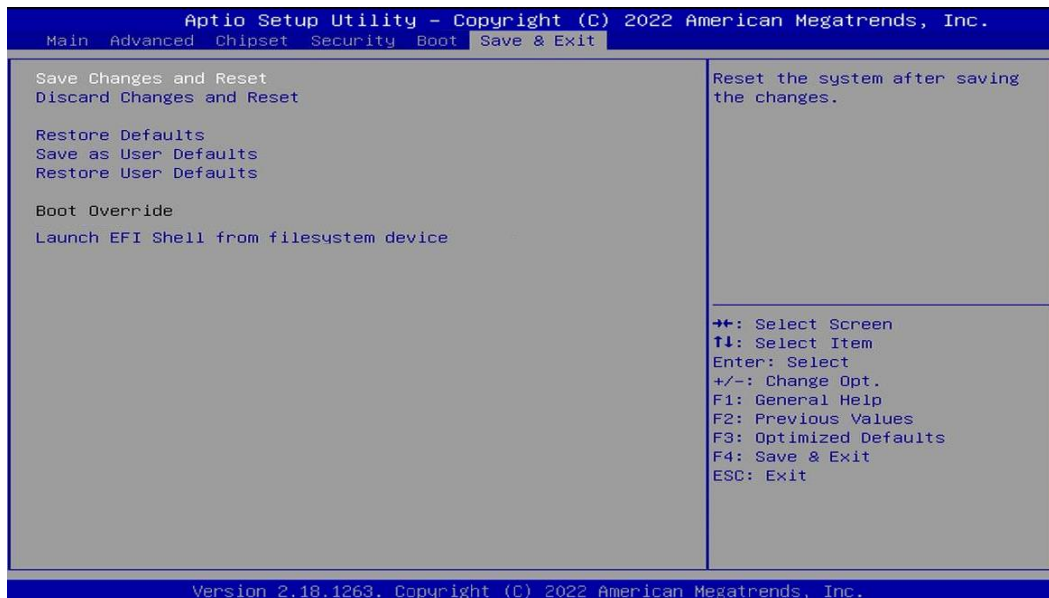 Aptio Setup Utility – Copyright (C) 2022 American Megatrends, Inc.
Main Advanced Chipset Security Boot Save & Exit
Save Changes and Reset
Discard Changes and Reset
Restore Defaults
Save as User Defaults
Restore User Defaults
Boot Override
Launch EFI Shell from filesystem device
Reset the system after saving
the changes.
→←: Select Screen
↑↓: Select Item
Enter: Select
+/-: Change Opt.
F1: General Help
F2: Previous Values
F3: Optimized Defaults
F4: Save & Exit
ESC: Exit
Version 2.18.1263. Copyright (C) 2022 American Megatrends, Inc.